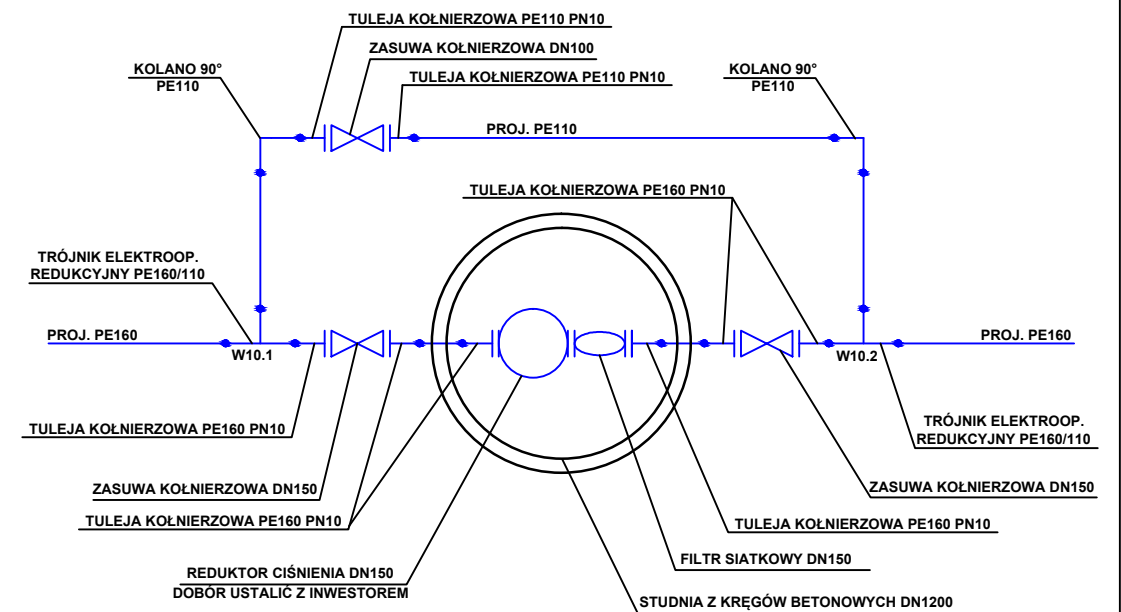 TULEJA KOŁNIERZOWA PE110 PN10
ZASUWA KOŁNIERZOWA DN100
KOLANO 90°
PE110
TULEJA KOŁNIERZOWA PE110 PN10
KOLANO 90°
PE110
PROJ. PE110
TULEJA KOŁNIERZOWA PE160 PN10
TRÓJNIK ELEKTROOP.
REDUKCYJNY PE160/110
PROJ. PE160
W10.1
W10.2
PROJ. PE160
TULEJA KOŁNIERZOWA PE160 PN10
TRÓJNIK ELEKTROOP.
REDUKCYJNY PE160/110
ZASUWA KOŁNIERZOWA DN150
ZASUWA KOŁNIERZOWA DN150
TULEJA KOŁNIERZOWA PE160 PN10
TULEJA KOŁNIERZOWA PE160 PN10
FILTR SIATKOWY DN150
REDUKTOR CIŚNIENIA DN150
DOBÓR USTALIĆ Z INWESTOREM
STUDNIA Z KRĘGÓW BETONOWYCH DN1200